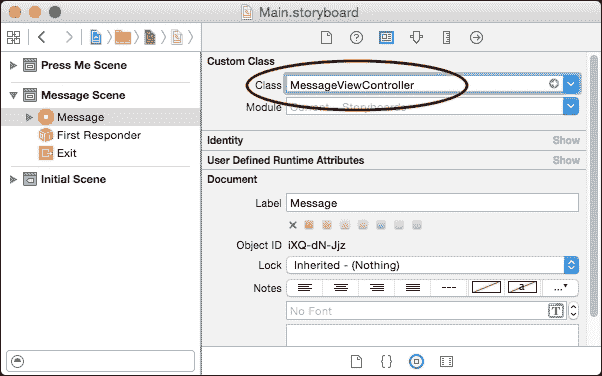 Main.storyboard
Press Me Scene
Message Scene
Message
First Responder
Exit
Initial Scene
Custom Class
Class MessageViewController
Module Current - Storyboards
Identity Show
User Defined Runtime Attributes Show
Document
Label Message
Object ID iXQ-dN-Jjz
Lock Inherited - (Nothing)
Notes
No Font